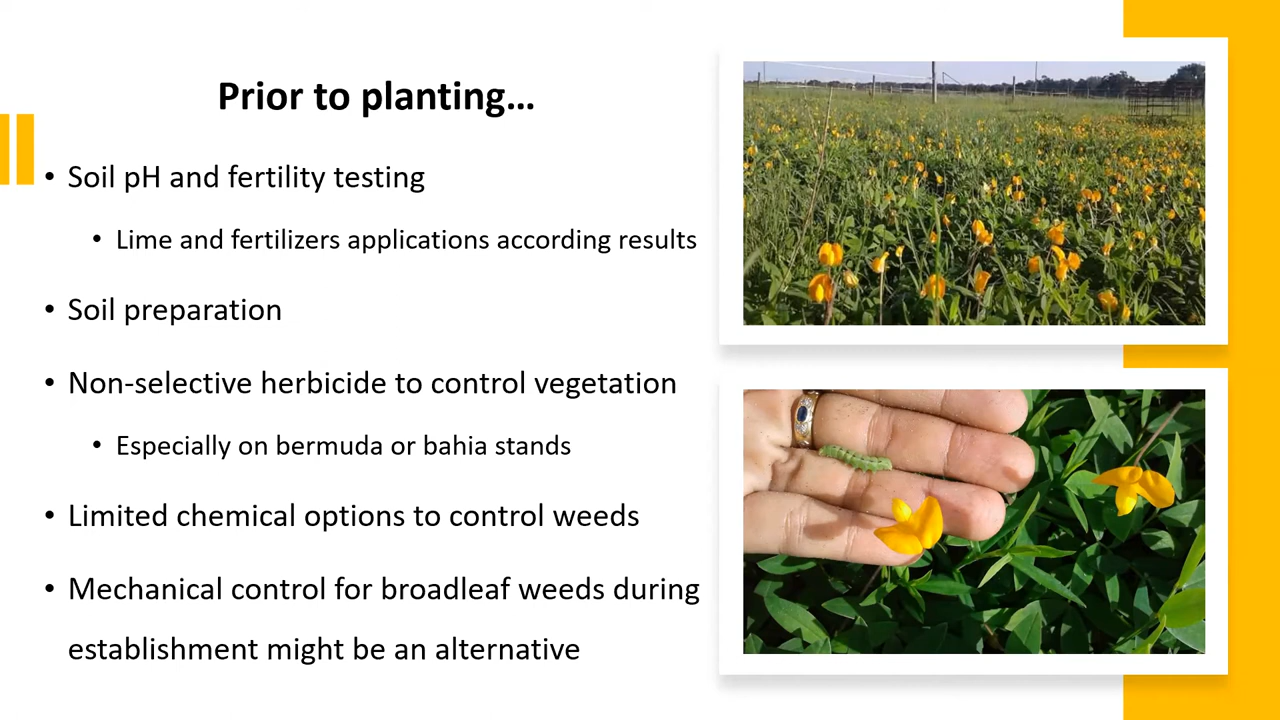 Prior to planting…
• Soil pH and fertility testing
• Lime and fertilizers applications according results
• Soil preparation
• Non-selective herbicide to control vegetation
• Especially on bermuda or bahia stands
• Limited chemical options to control weeds
• Mechanical control for broadleaf weeds during
establishment might be an alternative